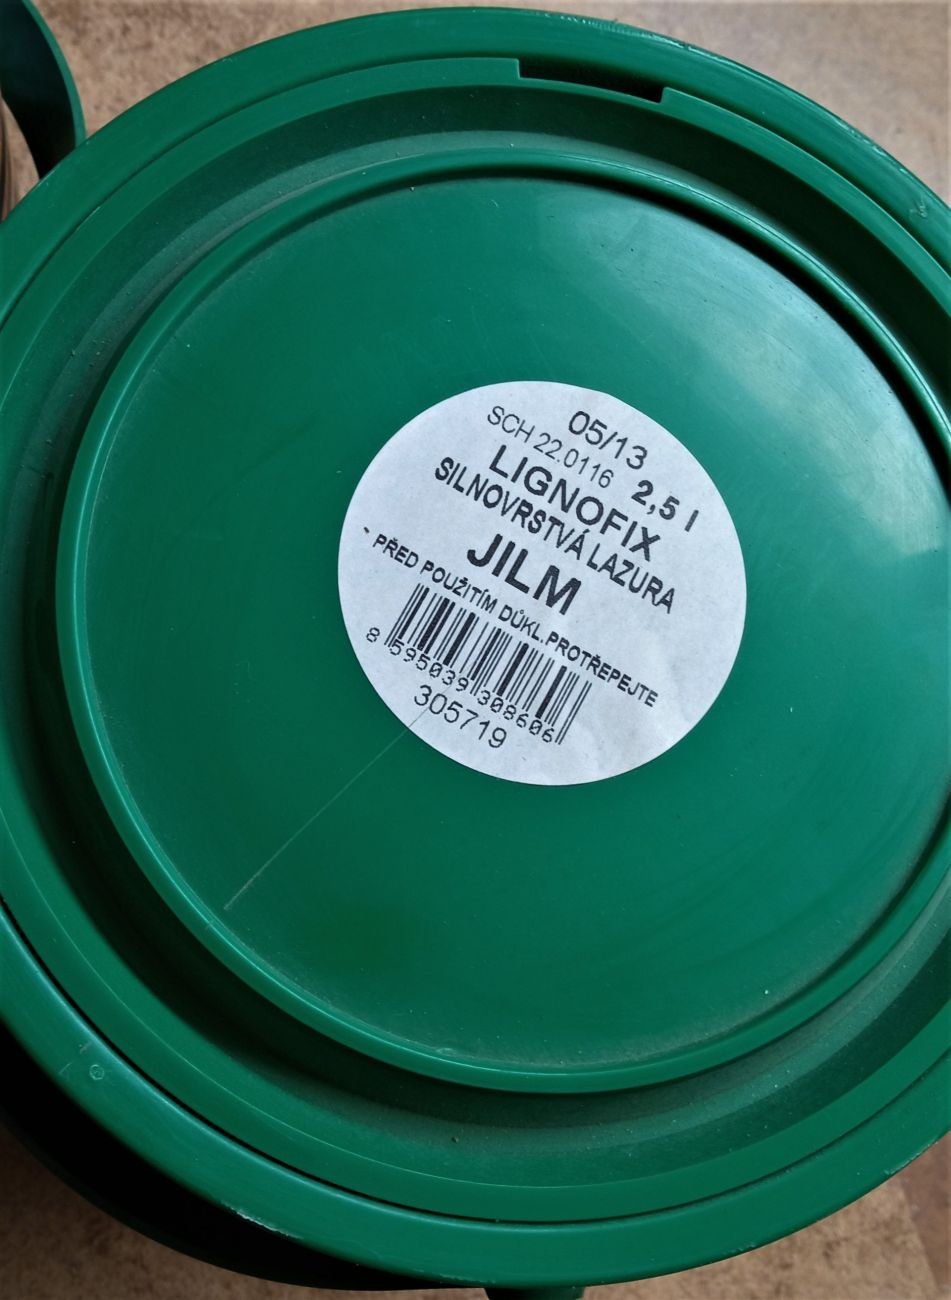 05/13
SCH 22.0116
LIGNOFIX 2,5 l
SILNOVRSTVÁ LAZURA
JILM
PŘED POUŽITÍM DŮKL.PROTŘEPEJTE
8 595039 308606
305719